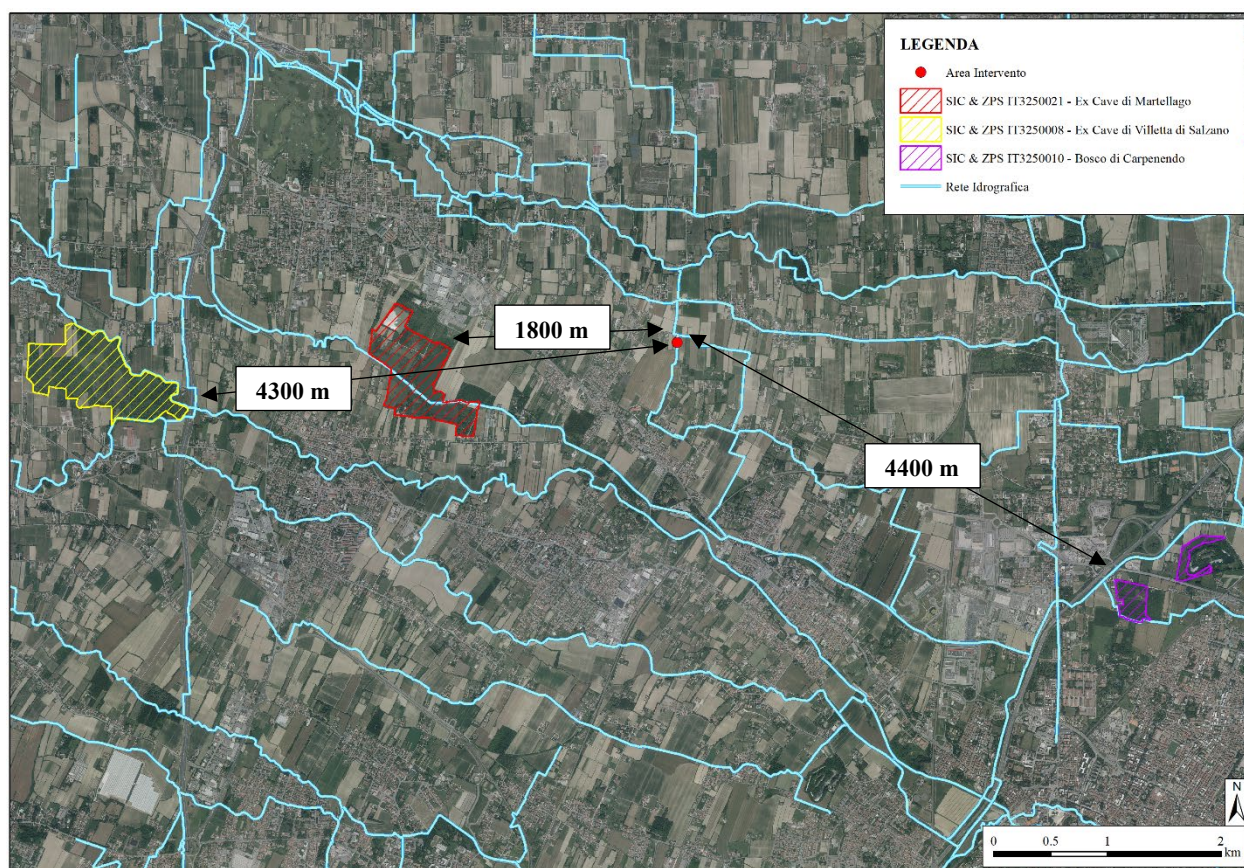 LEGENDA
Area Intervento
SIC & ZPS IT3250021 - Ex Cave di Martellago
SIC & ZPS IT3250008 - Ex Cave di Villetta di Salzano
SIC & ZPS IT3250010 - Bosco di Carpenendo
Rete Idrografica
1800 m
4300 m
4400 m
N
0 0.5 1 2
km